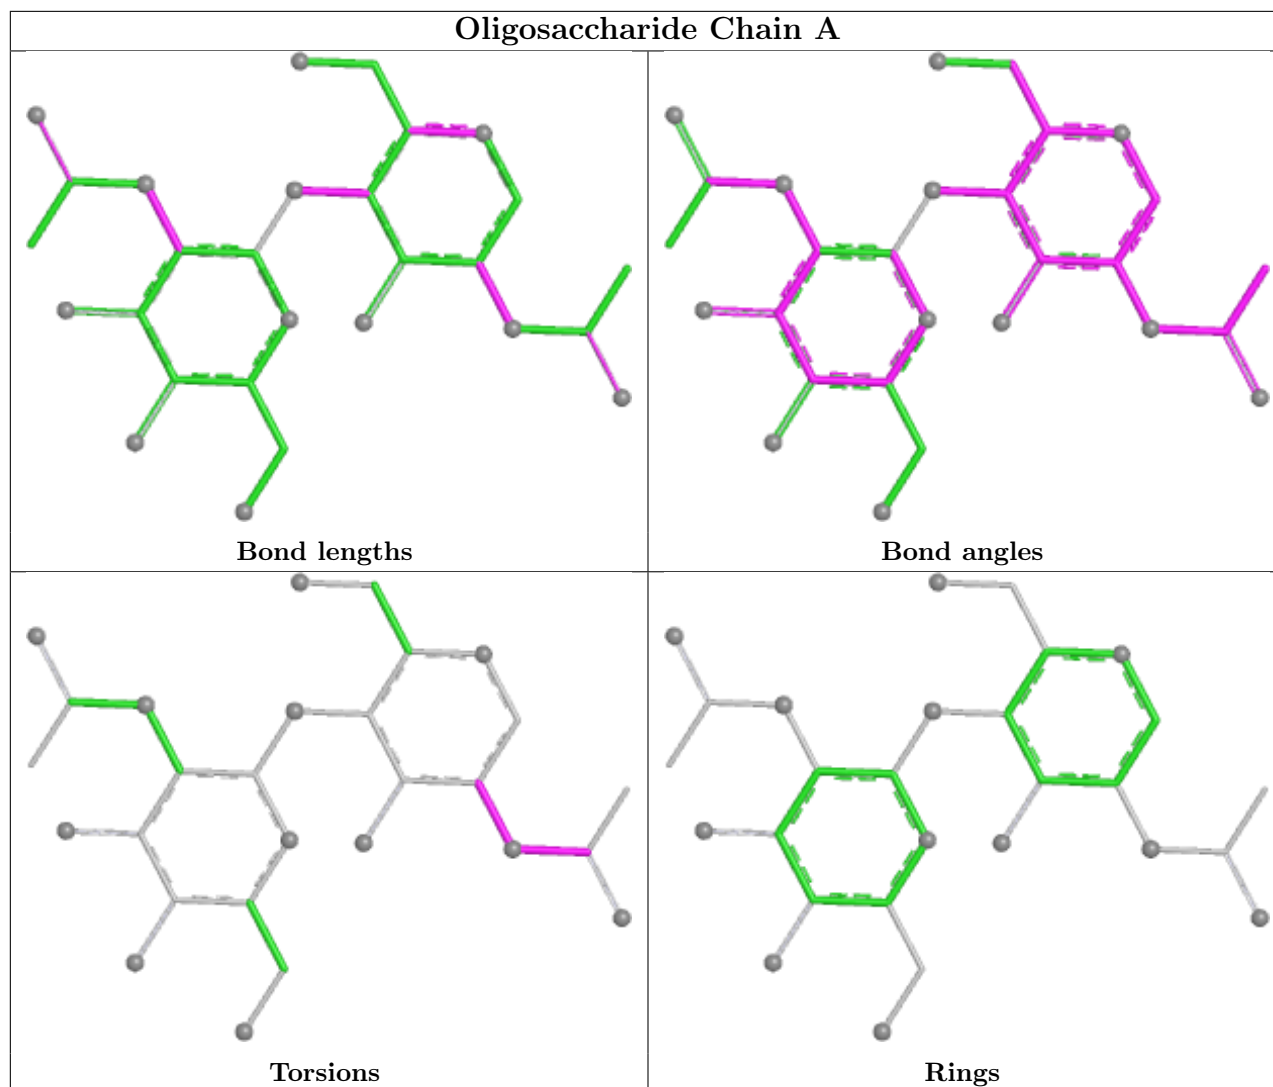 Oligosaccharide Chain A
Bond lengths
Bond angles
Torsions
Rings